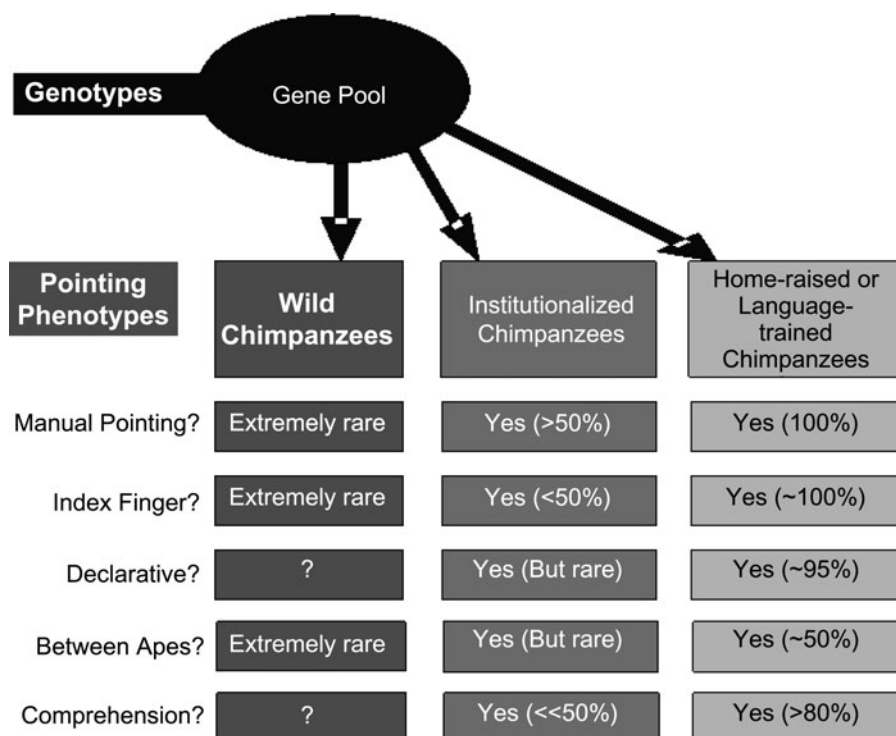 Genotypes
Gene Pool
Pointing
Phenotypes
Wild
Chimpanzees
Institutionalized
Chimpanzees
Home-raised or
Language-
trained
Chimpanzees
Manual Pointing?
Extremely rare
Yes (>50%)
Yes (100%)
Index Finger?
Extremely rare
Yes (<50%)
Yes (~100%)
Declarative?
?
Yes (But rare)
Yes (~95%)
Between Apes?
Extremely rare
Yes (But rare)
Yes (~50%)
Comprehension?
?
Yes (<<50%)
Yes (>80%)